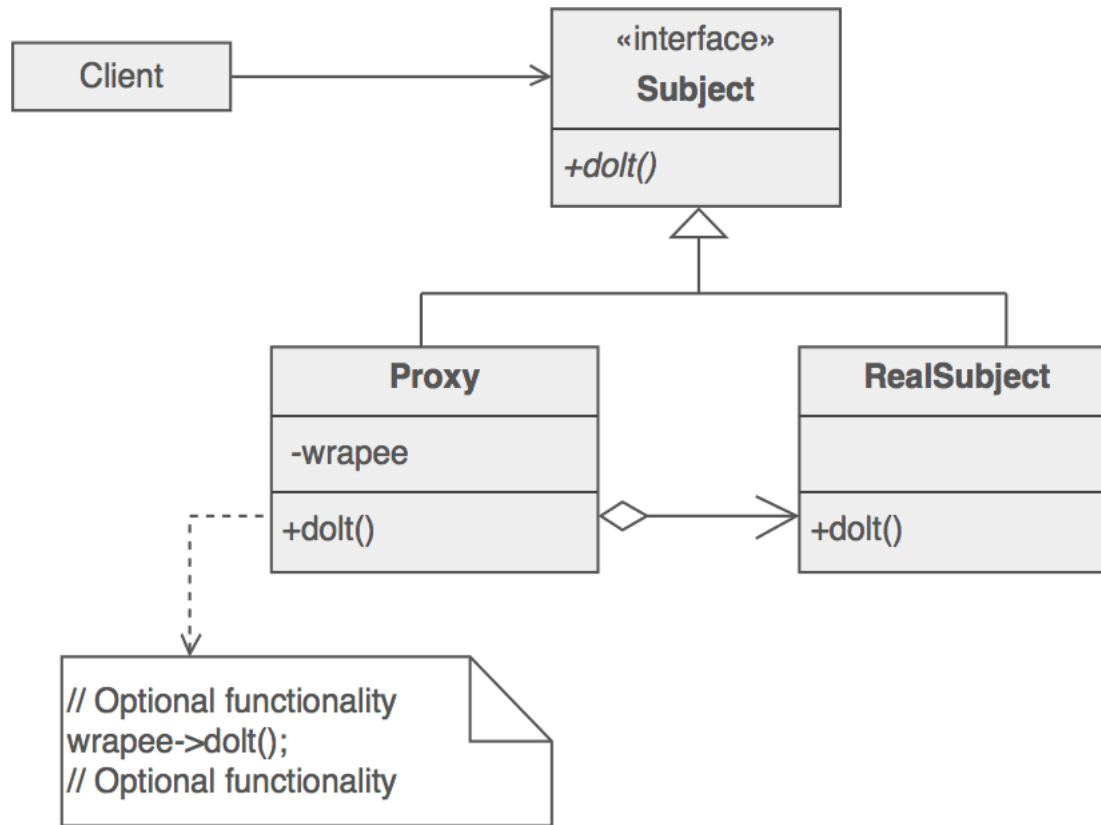 Client
«interface»
Subject
+doIt()
Proxy
-wrapee
+doIt()
RealSubject
+doIt()
// Optional functionality
wrapee->doIt();
// Optional functionality